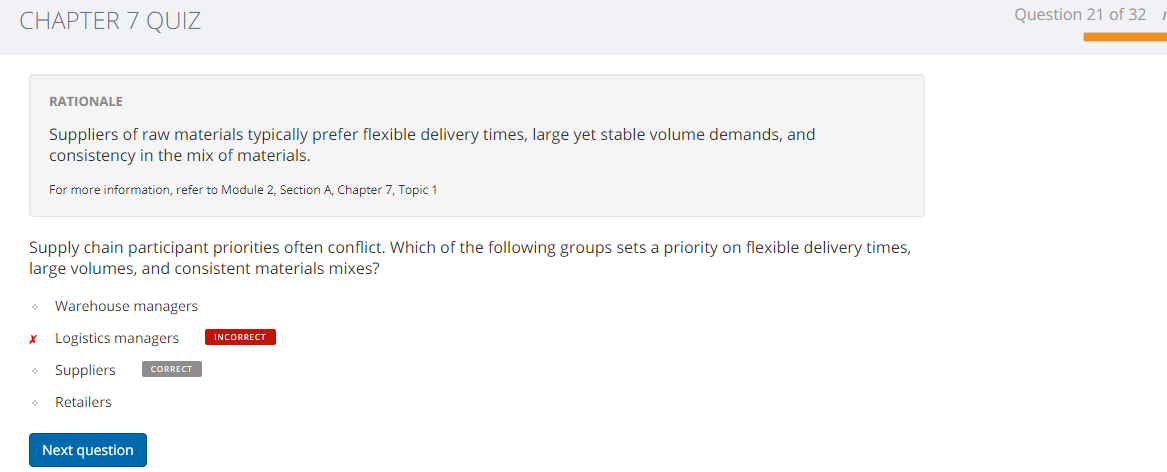 CHAPTER 7 QUIZ
Question 21 of 32
RATIONALE
Suppliers of raw materials typically prefer flexible delivery times, large yet stable volume demands, and
consistency in the mix of materials.
For more information, refer to Module 2, Section A, Chapter 7, Topic 1
Supply chain participant priorities often conflict. Which of the following groups sets a priority on flexible delivery times,
large volumes, and consistent materials mixes?
Warehouse managers
✗ Logistics managers INCORRECT
Suppliers CORRECT
Retailers
Next question